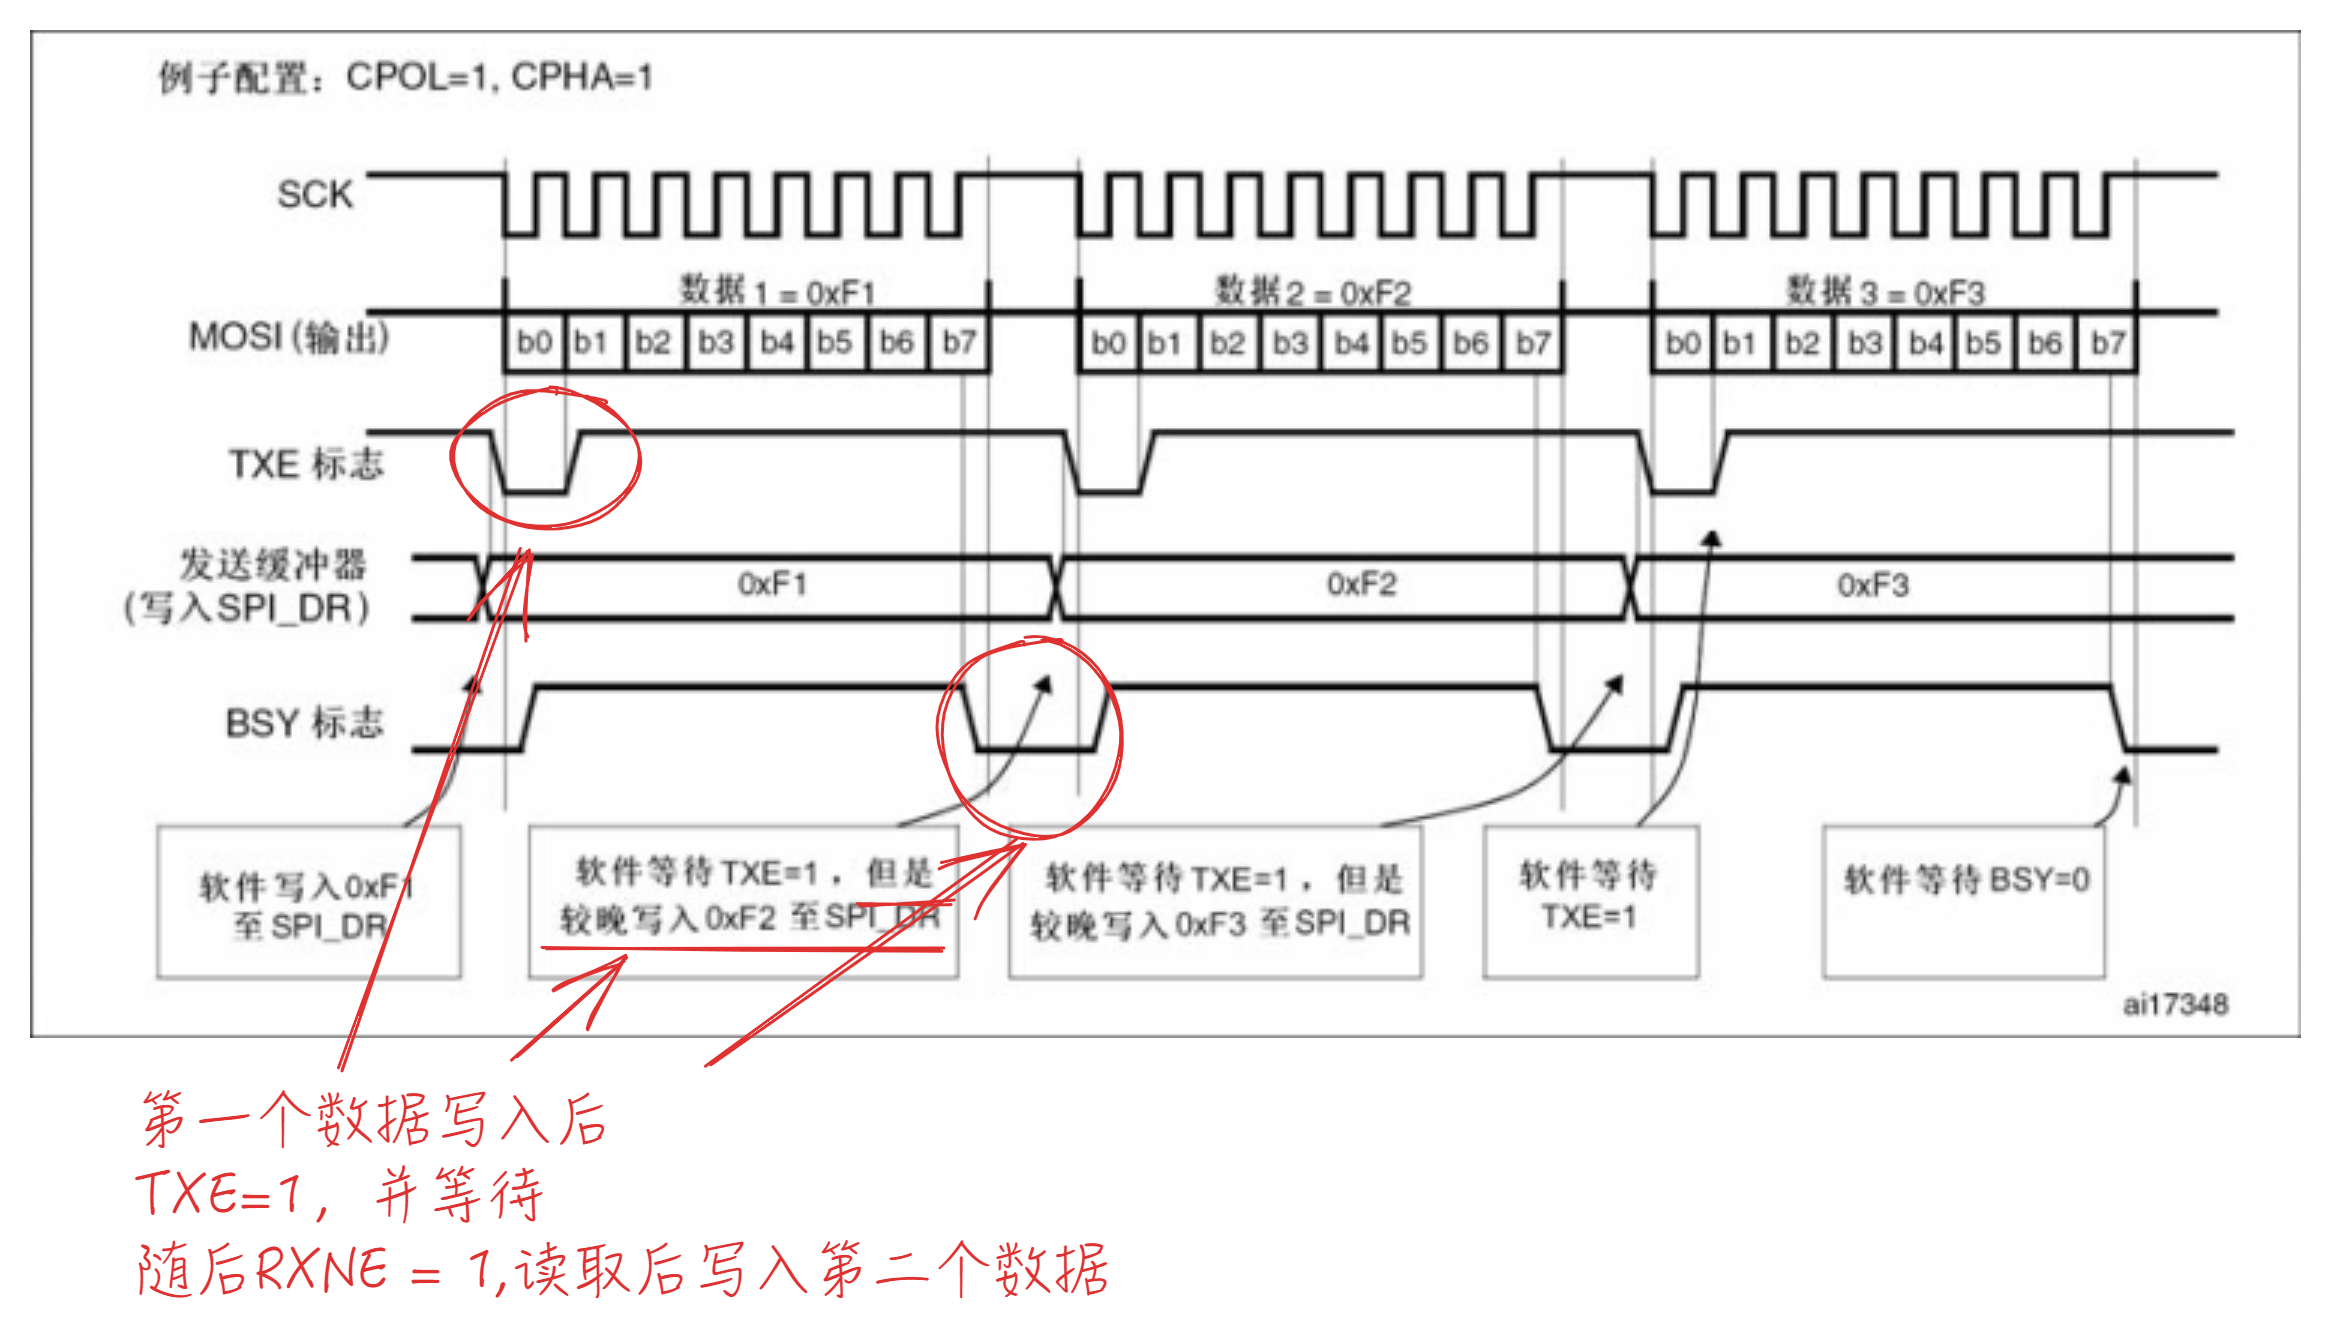 例子配置：CPOL=1, CPHA=1
SCK
数据 1 = 0xF1
数据2 = 0xF2
数据 3 = 0xF3
MOSI (输出)
b0 b1 b2 b3 b4 b5 b6 b7
b0 b1 b2 b3 b4 b5 b6 b7
b0 b1 b2 b3 b4 b5 b6 b7
TXE 标志
发送缓冲器
(写入SPI_DR)
0xF1
0xF2
0xF3
BSY 标志
软件写入0xF1
至SPI_DR
软件等待TXE=1，但是
较晚写入0xF2 至SPI_DR
软件等待TXE=1，但是
较晚写入0xF3 至SPI_DR
软件等待
TXE=1
软件等待BSY=0
ai17348
第一个数据写入后
TXE=1，并等待
随后RXNE = 1,读取后写入第二个数据